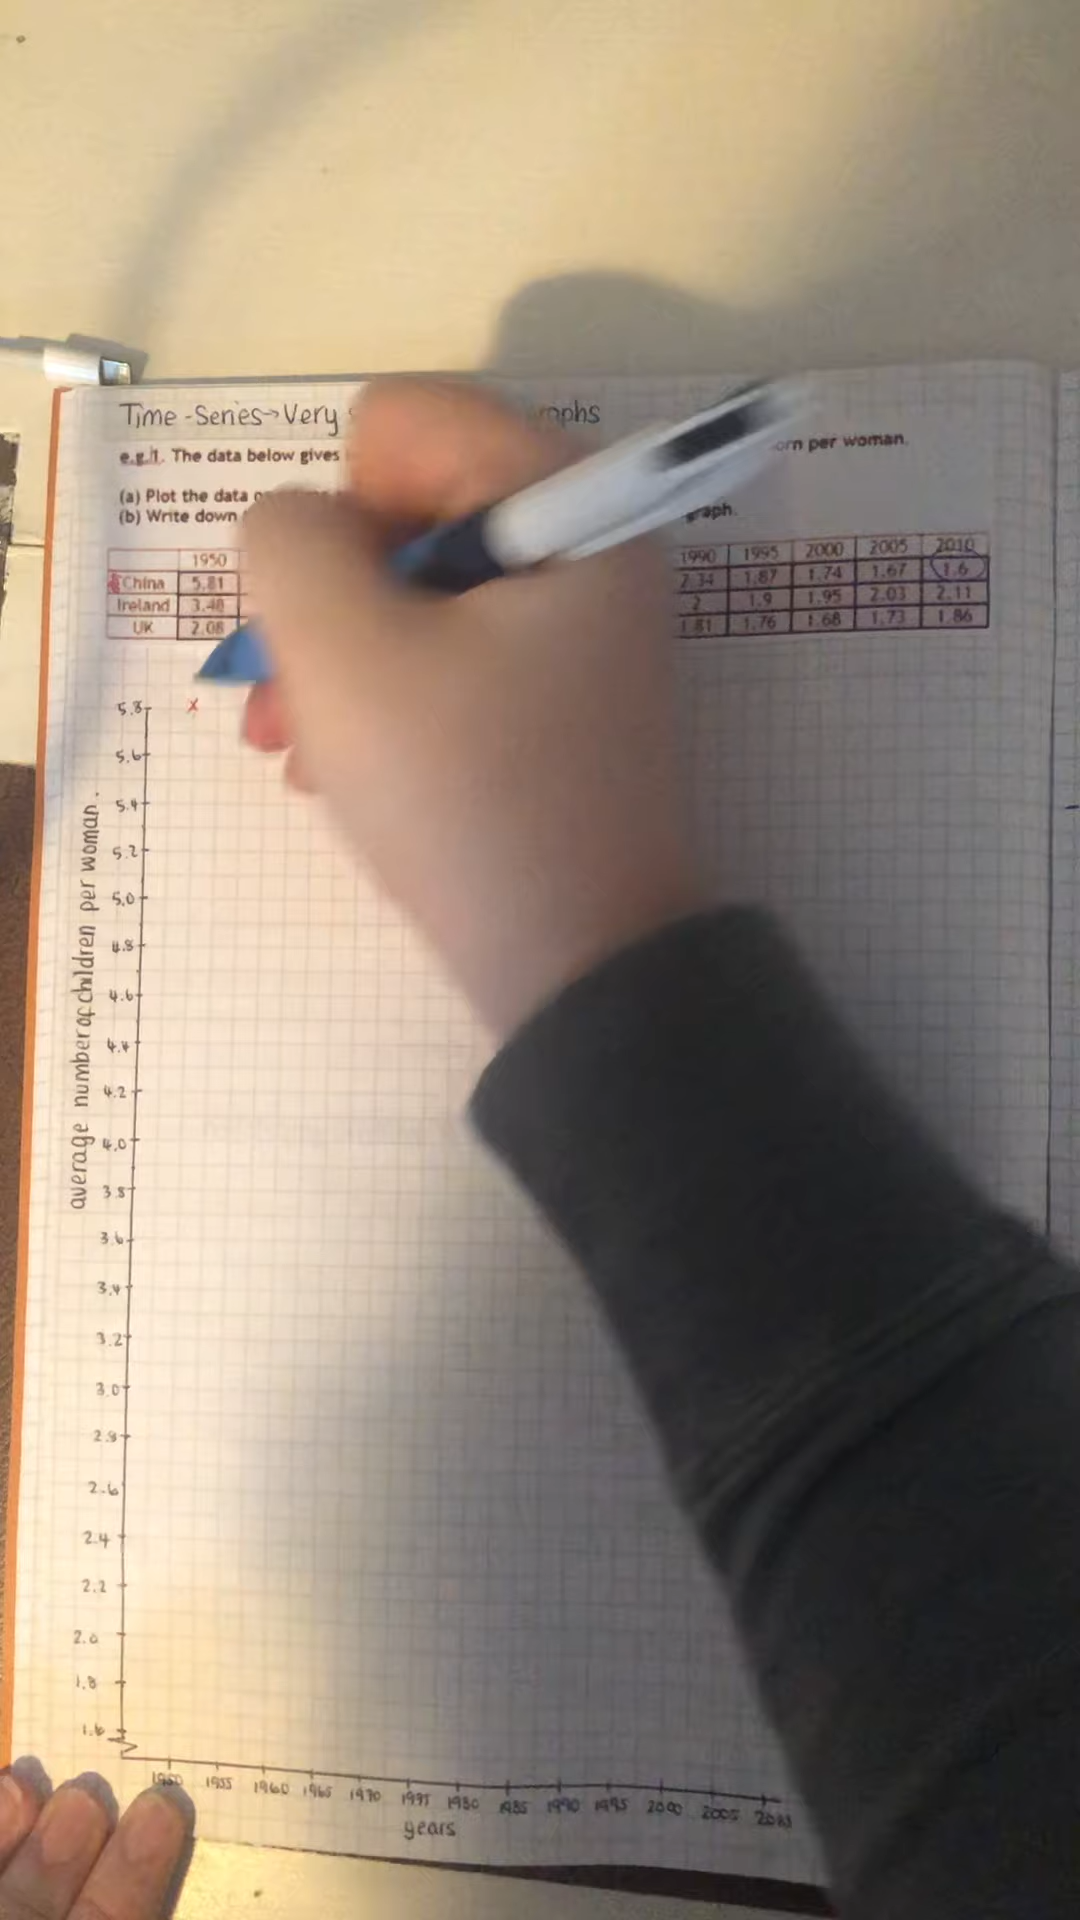 Time-Series→Very graphs
e.g.1. The data below gives born per woman.
(a) Plot the data
(b) Write down graph.
1950 1990 1995 2000 2005 2010
China 5.81 2.34 1.87 1.74 1.67 1.6
Ireland 3.48 2 1.9 1.95 2.03 2.11
UK 2.08 1.81 1.76 1.68 1.73 1.86
average number of children per woman.
5.8 x
5.6
5.4
5.2
5.0
4.8
4.6
4.4
4.2
4.0
3.8
3.6
3.4
3.2
3.0
2.8
2.6
2.4
2.2
2.0
1.8
1.6
1950 1955 1960 1965 1970 1975 1980 1985 1990 1995 2000 2005
years